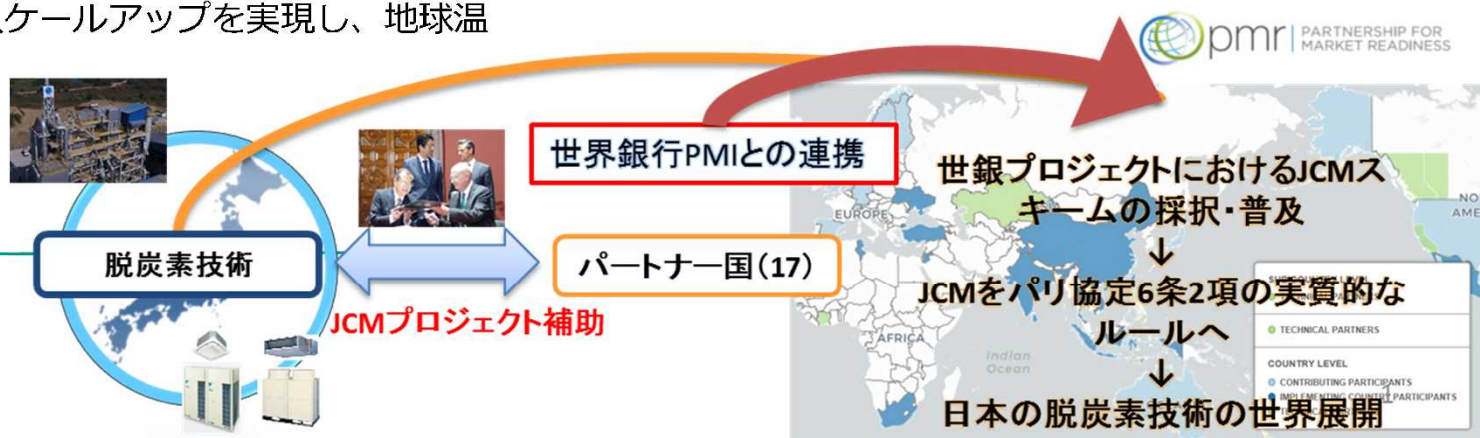 スケールアップを実現し、地球温
pmr PARTNERSHIP FOR
MARKET READINESS
世界銀行PMIとの連携
脱炭素技術
パートナー国(17)
JCMプロジェクト補助
世銀プロジェクトにおけるJCMス
キームの採択・普及
↓
JCMをパリ協定6条2項の実質的な
ルールへ
↓
日本の脱炭素技術の世界展開
EUROPE
AFRICA
Indian
Ocean
NO
AME
TECHNICAL PARTNERS
COUNTRY LEVEL
CONTRIBUTING PARTICIPANTS
IMPLEMENTING COUNTRY PARTICIPANTS
1